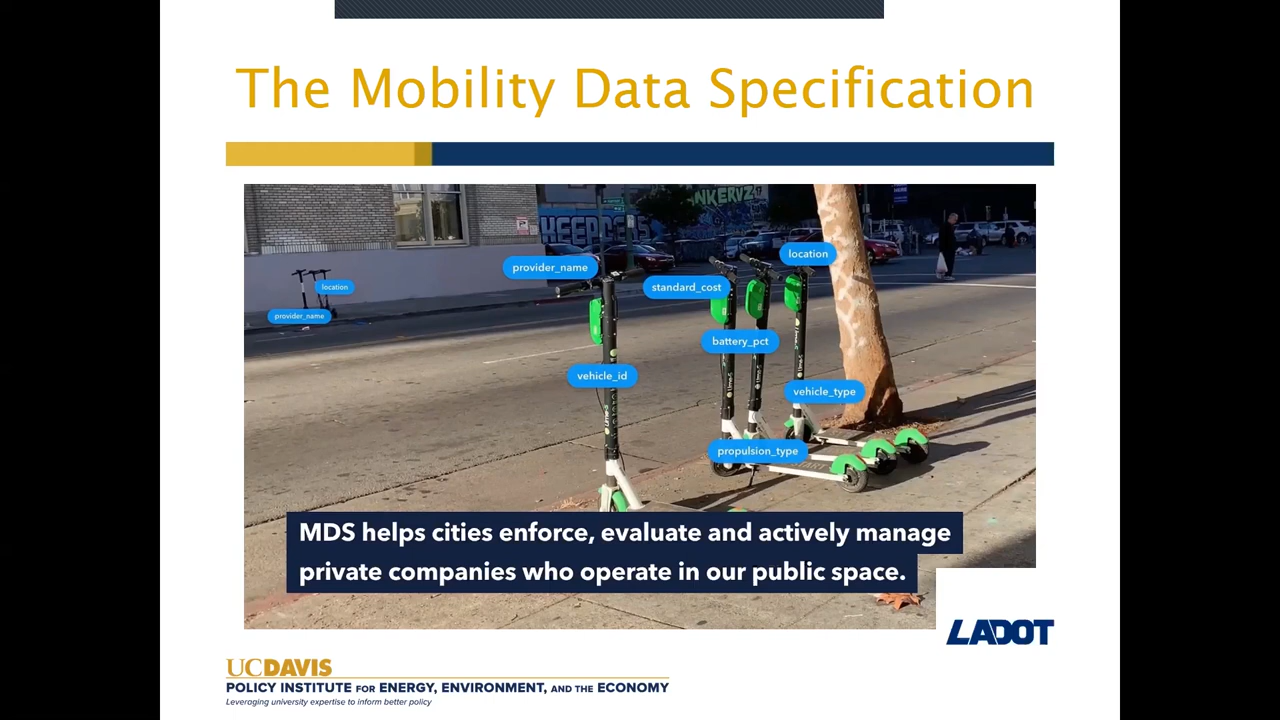 The Mobility Data Specification
NKERVZ
KEEP
provider_name
location
standard_cost
location
provider_name
battery_pct
vehicle_id
vehicle_type
propulsion_type
MDS helps cities enforce, evaluate and actively manage
private companies who operate in our public space.
LADOT
UCDAVIS
POLICY INSTITUTE FOR ENERGY, ENVIRONMENT, AND THE ECONOMY
Leveraging university expertise to inform better policy